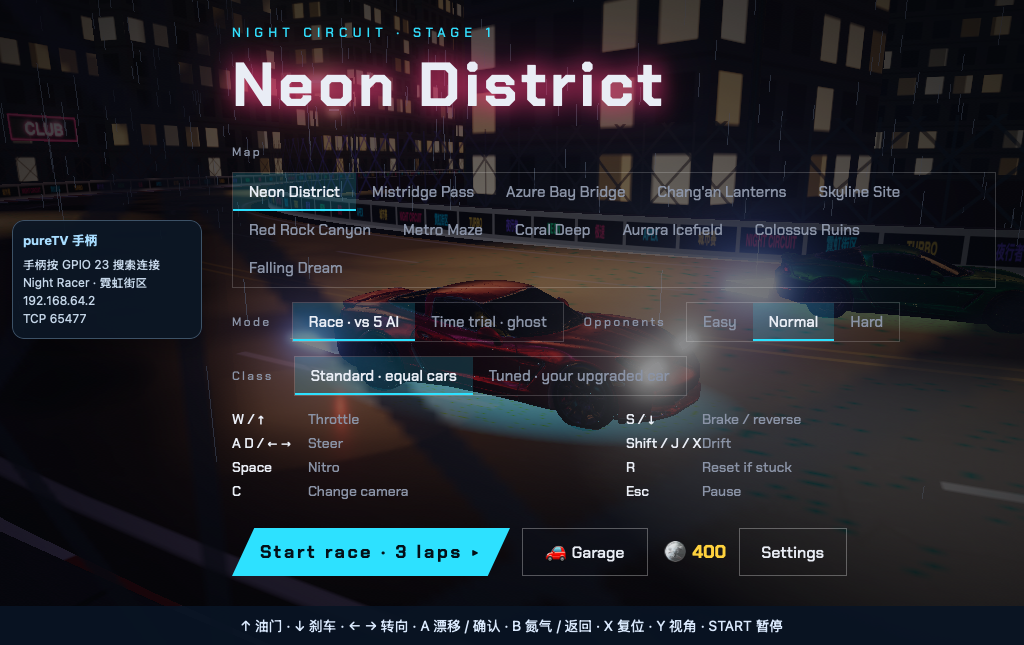 NIGHT CIRCUIT · STAGE 1
Neon District
CLUB
Map
Neon District Mistridge Pass Azure Bay Bridge Chang'an Lanterns Skyline Site
Red Rock Canyon Metro Maze Coral Deep Aurora Icefield Colossus Ruins
TURBO
Falling Dream
pureTV 手柄
手柄按 GPIO 23 搜索连接
Night Racer · 霓虹街区
192.168.64.2
TCP 65477
Mode Race · vs 5 AI Time trial · ghost Opponents Easy Normal Hard
Class Standard · equal cars Tuned · your upgraded car
W / ↑ Throttle S / ↓ Brake / reverse
A D / ← → Steer Shift / J / X Drift
Space Nitro R Reset if stuck
C Change camera Esc Pause
Start race · 3 laps ▸ 🚗 Garage 400 Settings
↑ 油门 · ↓ 刹车 · ← → 转向 · A 漂移 / 确认 · B 氮气 / 返回 · X 复位 · Y 视角 · START 暂停